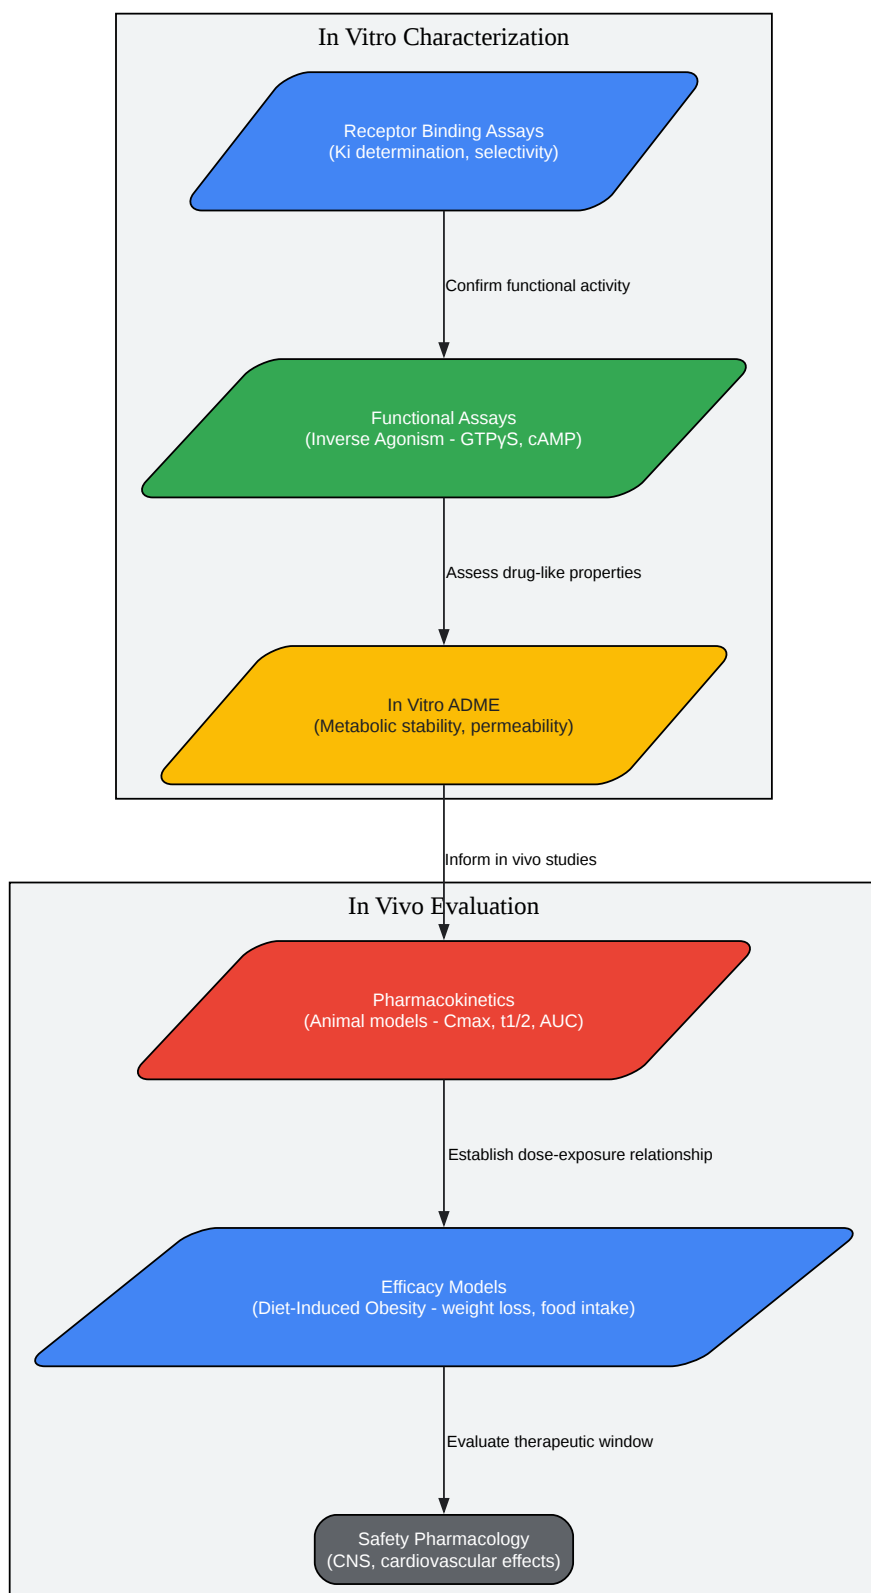 In Vitro Characterization
Receptor Binding Assays
(Ki determination, selectivity)
Confirm functional activity
Functional Assays
(Inverse Agonism - GTPγS, cAMP)
Assess drug-like properties
In Vitro ADME
(Metabolic stability, permeability)
Inform in vivo studies
In Vivo Evaluation
Pharmacokinetics
(Animal models - Cmax, t1/2, AUC)
Establish dose-exposure relationship
Efficacy Models
(Diet-Induced Obesity - weight loss, food intake)
Evaluate therapeutic window
Safety Pharmacology
(CNS, cardiovascular effects)